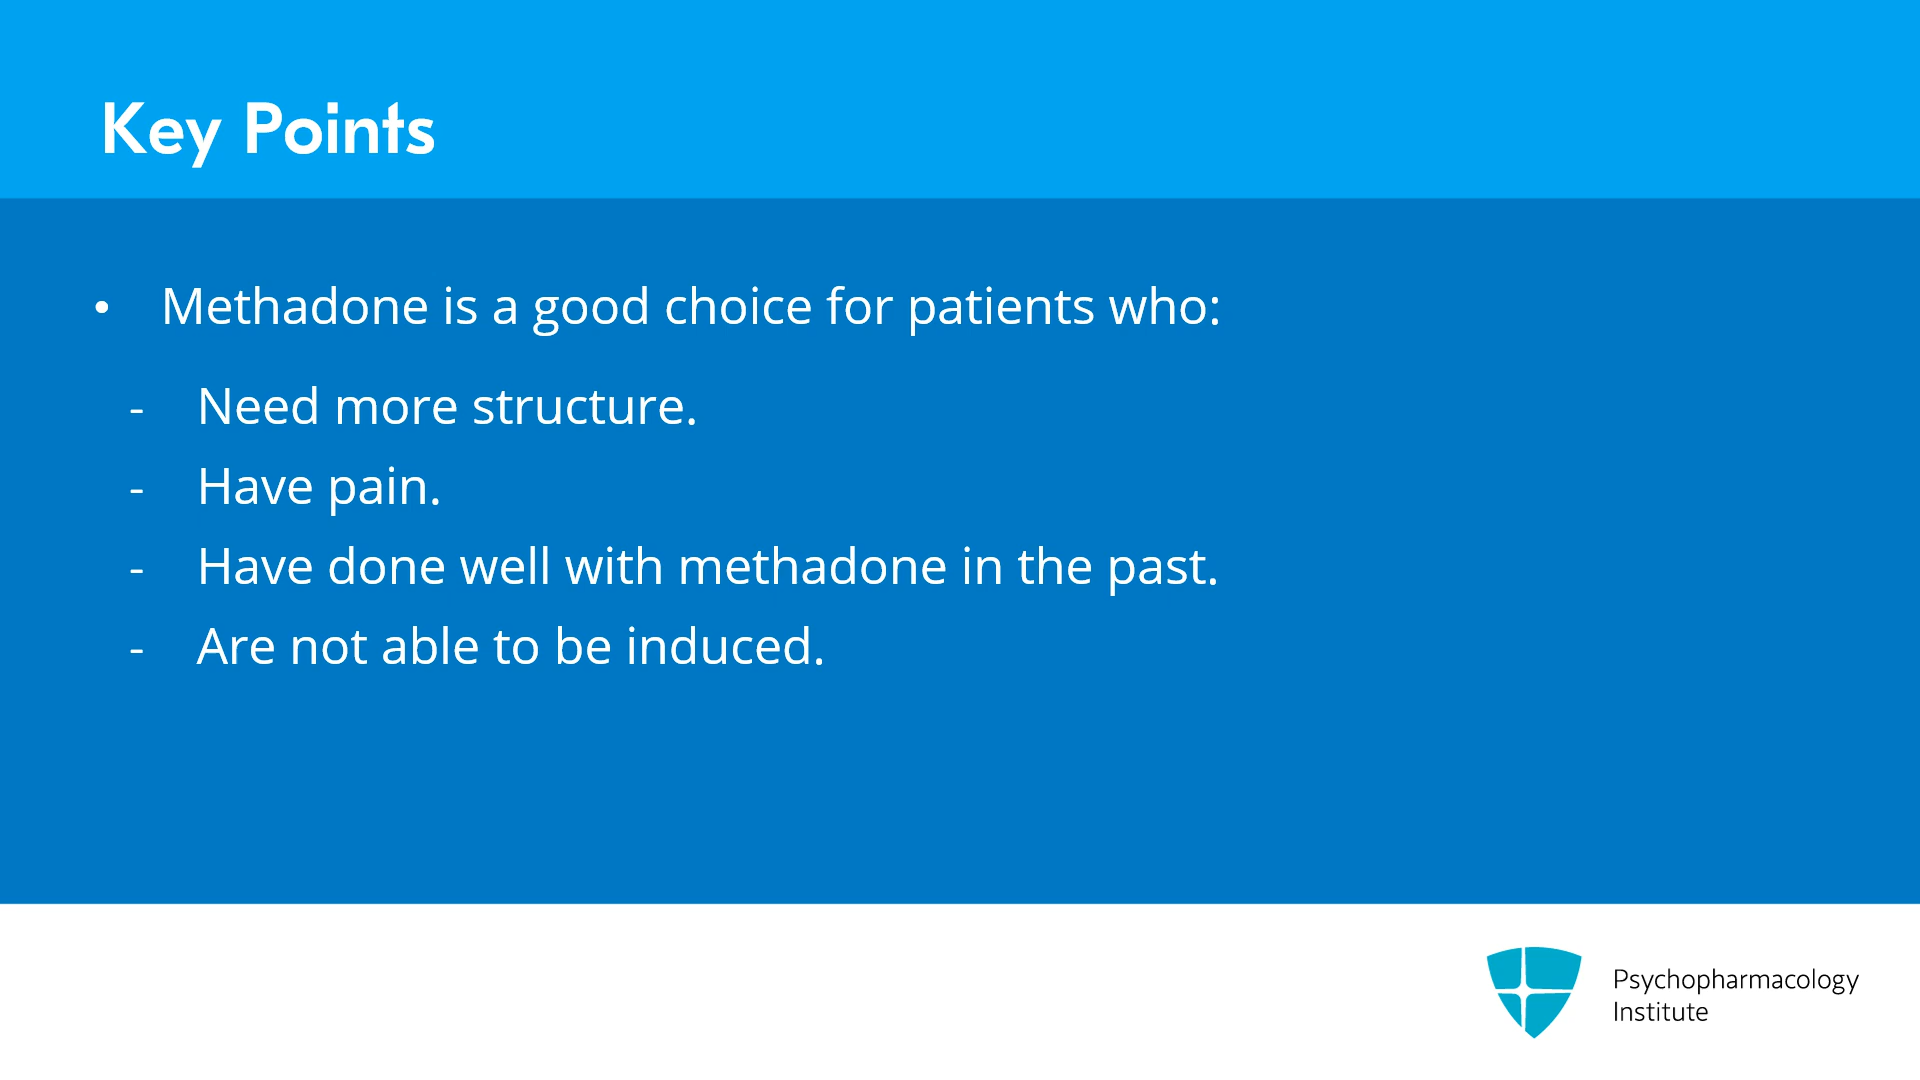 Key Points
• Methadone is a good choice for patients who:
- Need more structure.
- Have pain.
- Have done well with methadone in the past.
- Are not able to be induced.
Psychopharmacology
Institute